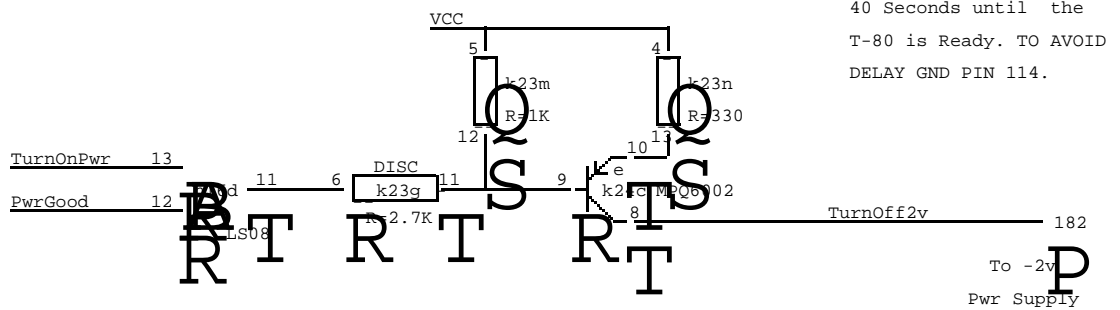 40 Seconds until the
T-80 is Ready. TO AVOID
DELAY GND PIN 114.
VCC
5
4
k23m
k23n
R=1K
R=330
Q
Q
12
13
10
TurnOnPwr 13
DISC
e
11
6
k23g
11
9
k24c MPQ6002
S
T
S
PwrGood 12
B
R=2.7K
8
TurnOff2v
182
LS08
R
T
R
T
R
T
To -2v
P
Pwr Supply